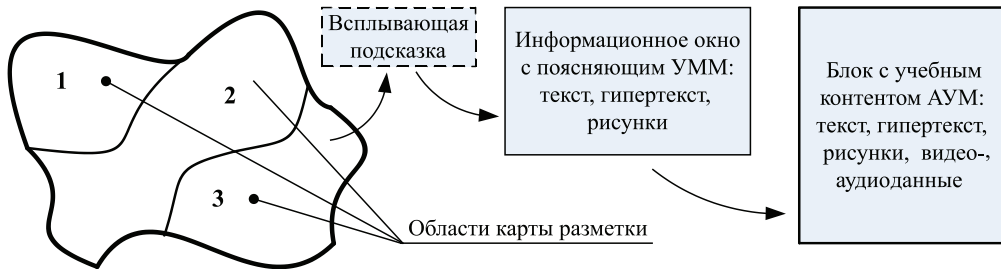 1
2
3
Всплывающая
подсказка
Информационное окно
с поясняющим УММ:
текст, гипертекст,
рисунки
Блок с учебным
контентом АУМ:
текст, гипертекст,
рисунки, видео-,
аудиоданные
Области карты разметки